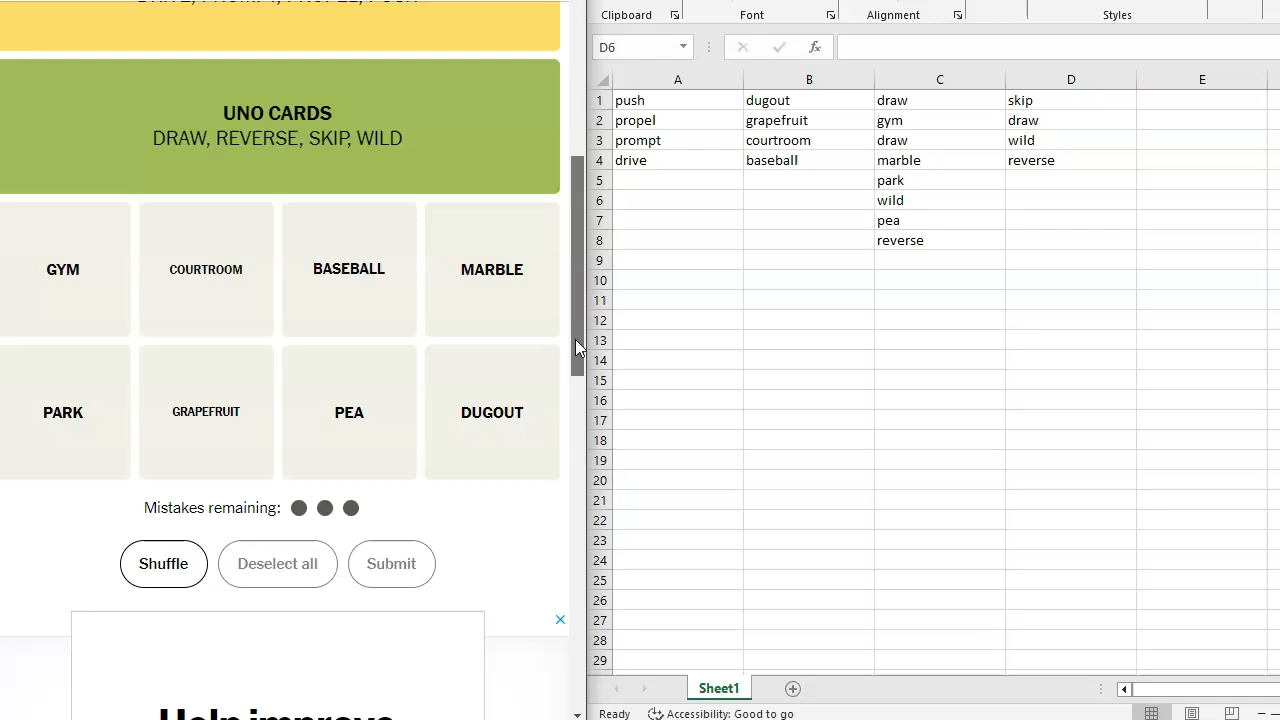 UNO CARDS
DRAW, REVERSE, SKIP, WILD
GYM COURTROOM BASEBALL MARBLE
PARK GRAPEFRUIT PEA DUGOUT
Mistakes remaining:
Shuffle Deselect all Submit
Help improve
Clipboard Font Alignment Styles
D6 fx
A B C D E
1 push dugout draw skip
2 propel grapefruit gym draw
3 prompt courtroom draw wild
4 drive baseball marble reverse
5 park
6 wild
7 pea
8 reverse
9
10
11
12
13
14
15
16
17
18
19
20
21
22
23
24
25
26
27
28
29
Sheet1
Ready Accessibility: Good to go